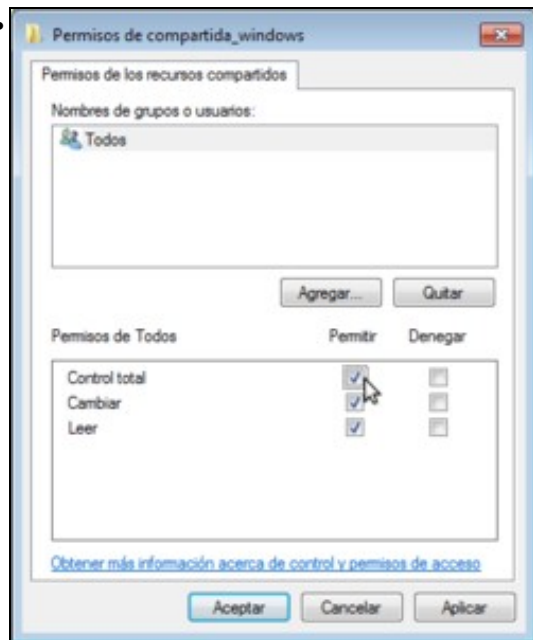 Permisos de compartida_windows
Permisos de los recursos compartidos
Nombres de grupos o usuarios:
Todos
Agregar... Quitar
Permisos de Todos Permitir Denegar
Control total
Cambiar
Leer
Obtener más información acerca de control y permisos de acceso
Aceptar Cancelar Aplicar